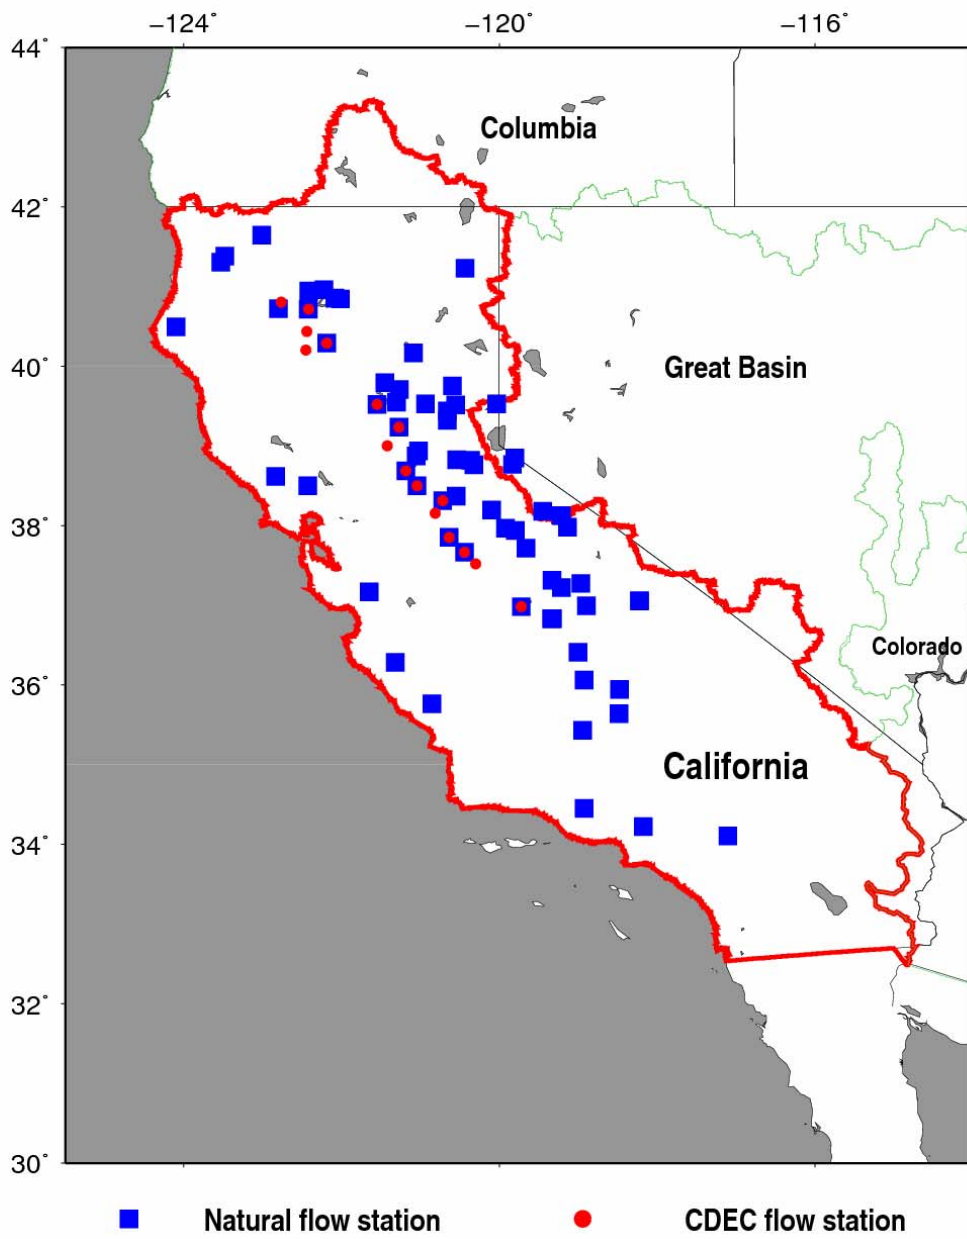 −124˚ −120˚ −116˚
44˚
Columbia
42˚
40˚
Great Basin
38˚
Colorado
36˚
California
34˚
32˚
30˚
Natural flow station CDEC flow station